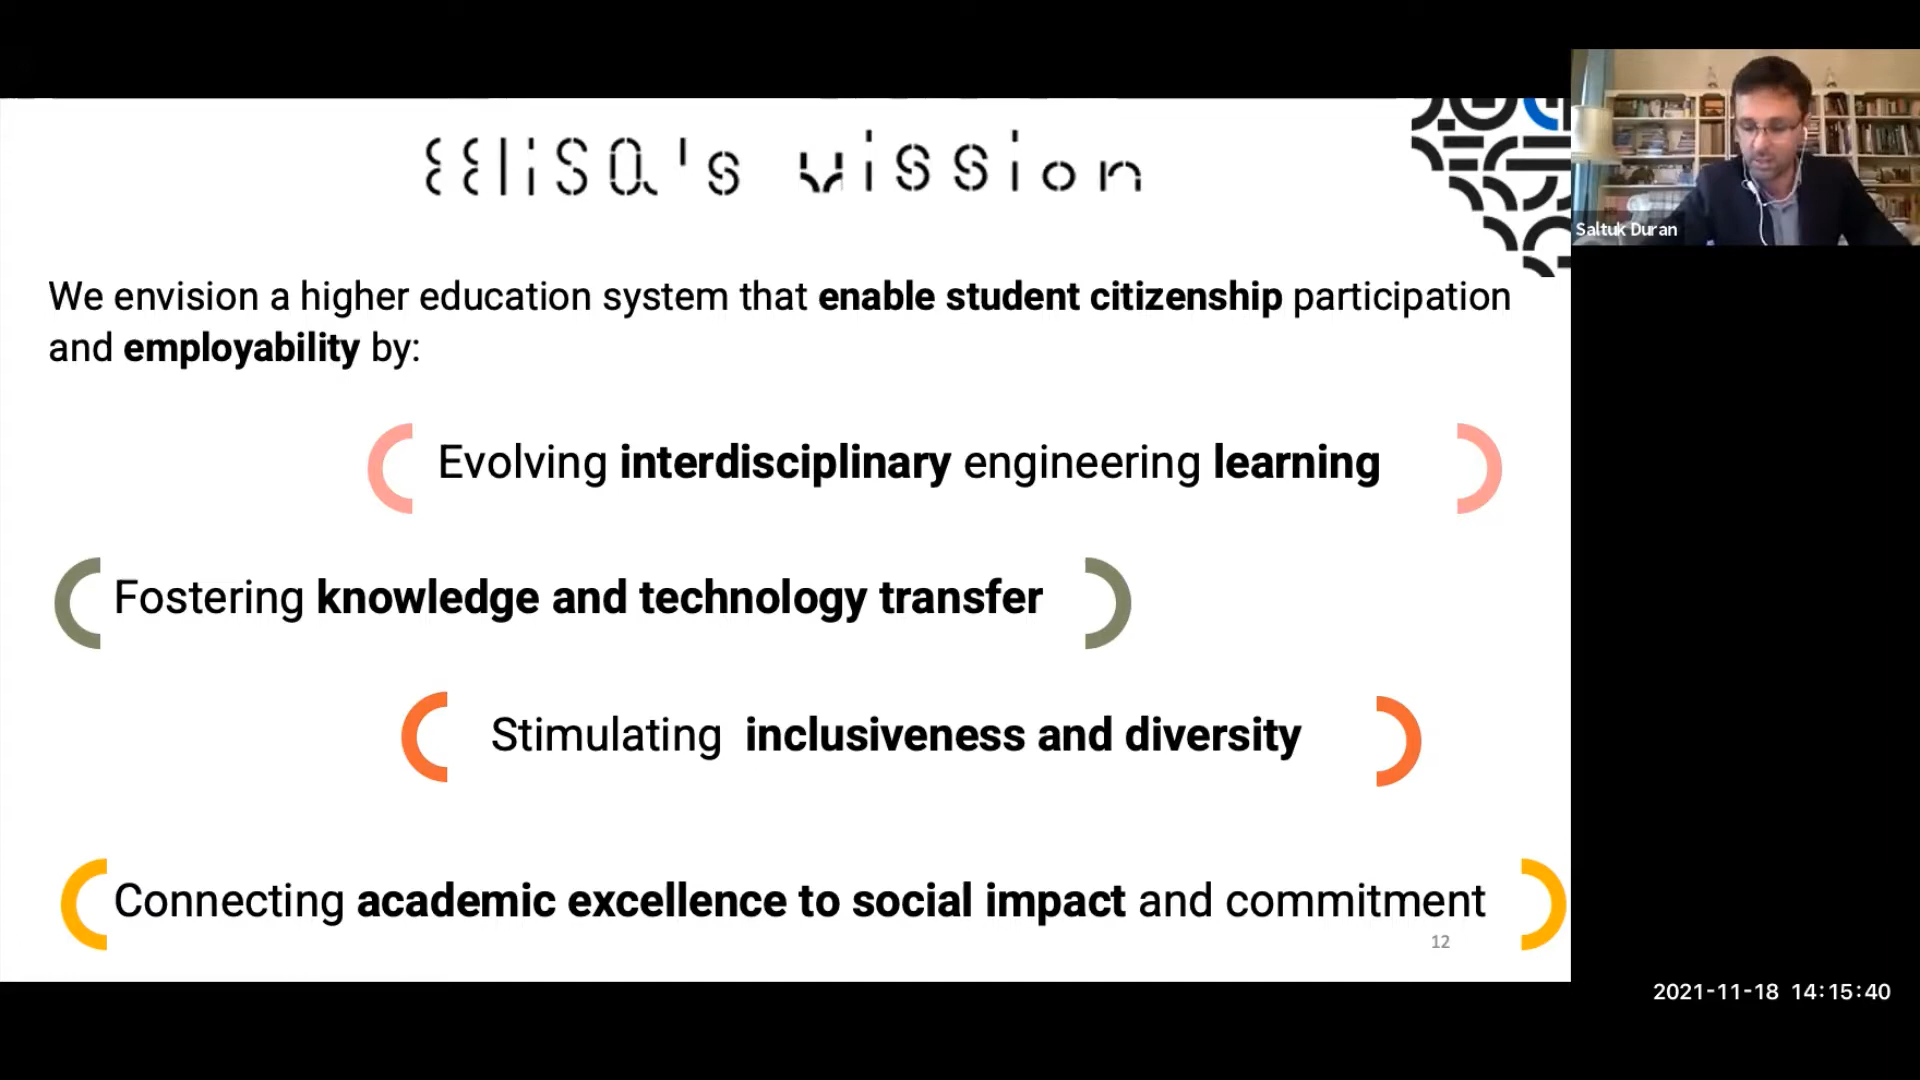 EELISA's vission
We envision a higher education system that enable student citizenship participation
and employability by:
Evolving interdisciplinary engineering learning
Fostering knowledge and technology transfer
Stimulating inclusiveness and diversity
Connecting academic excellence to social impact and commitment
12
Saltuk Duran
2021-11-18 14:15:40